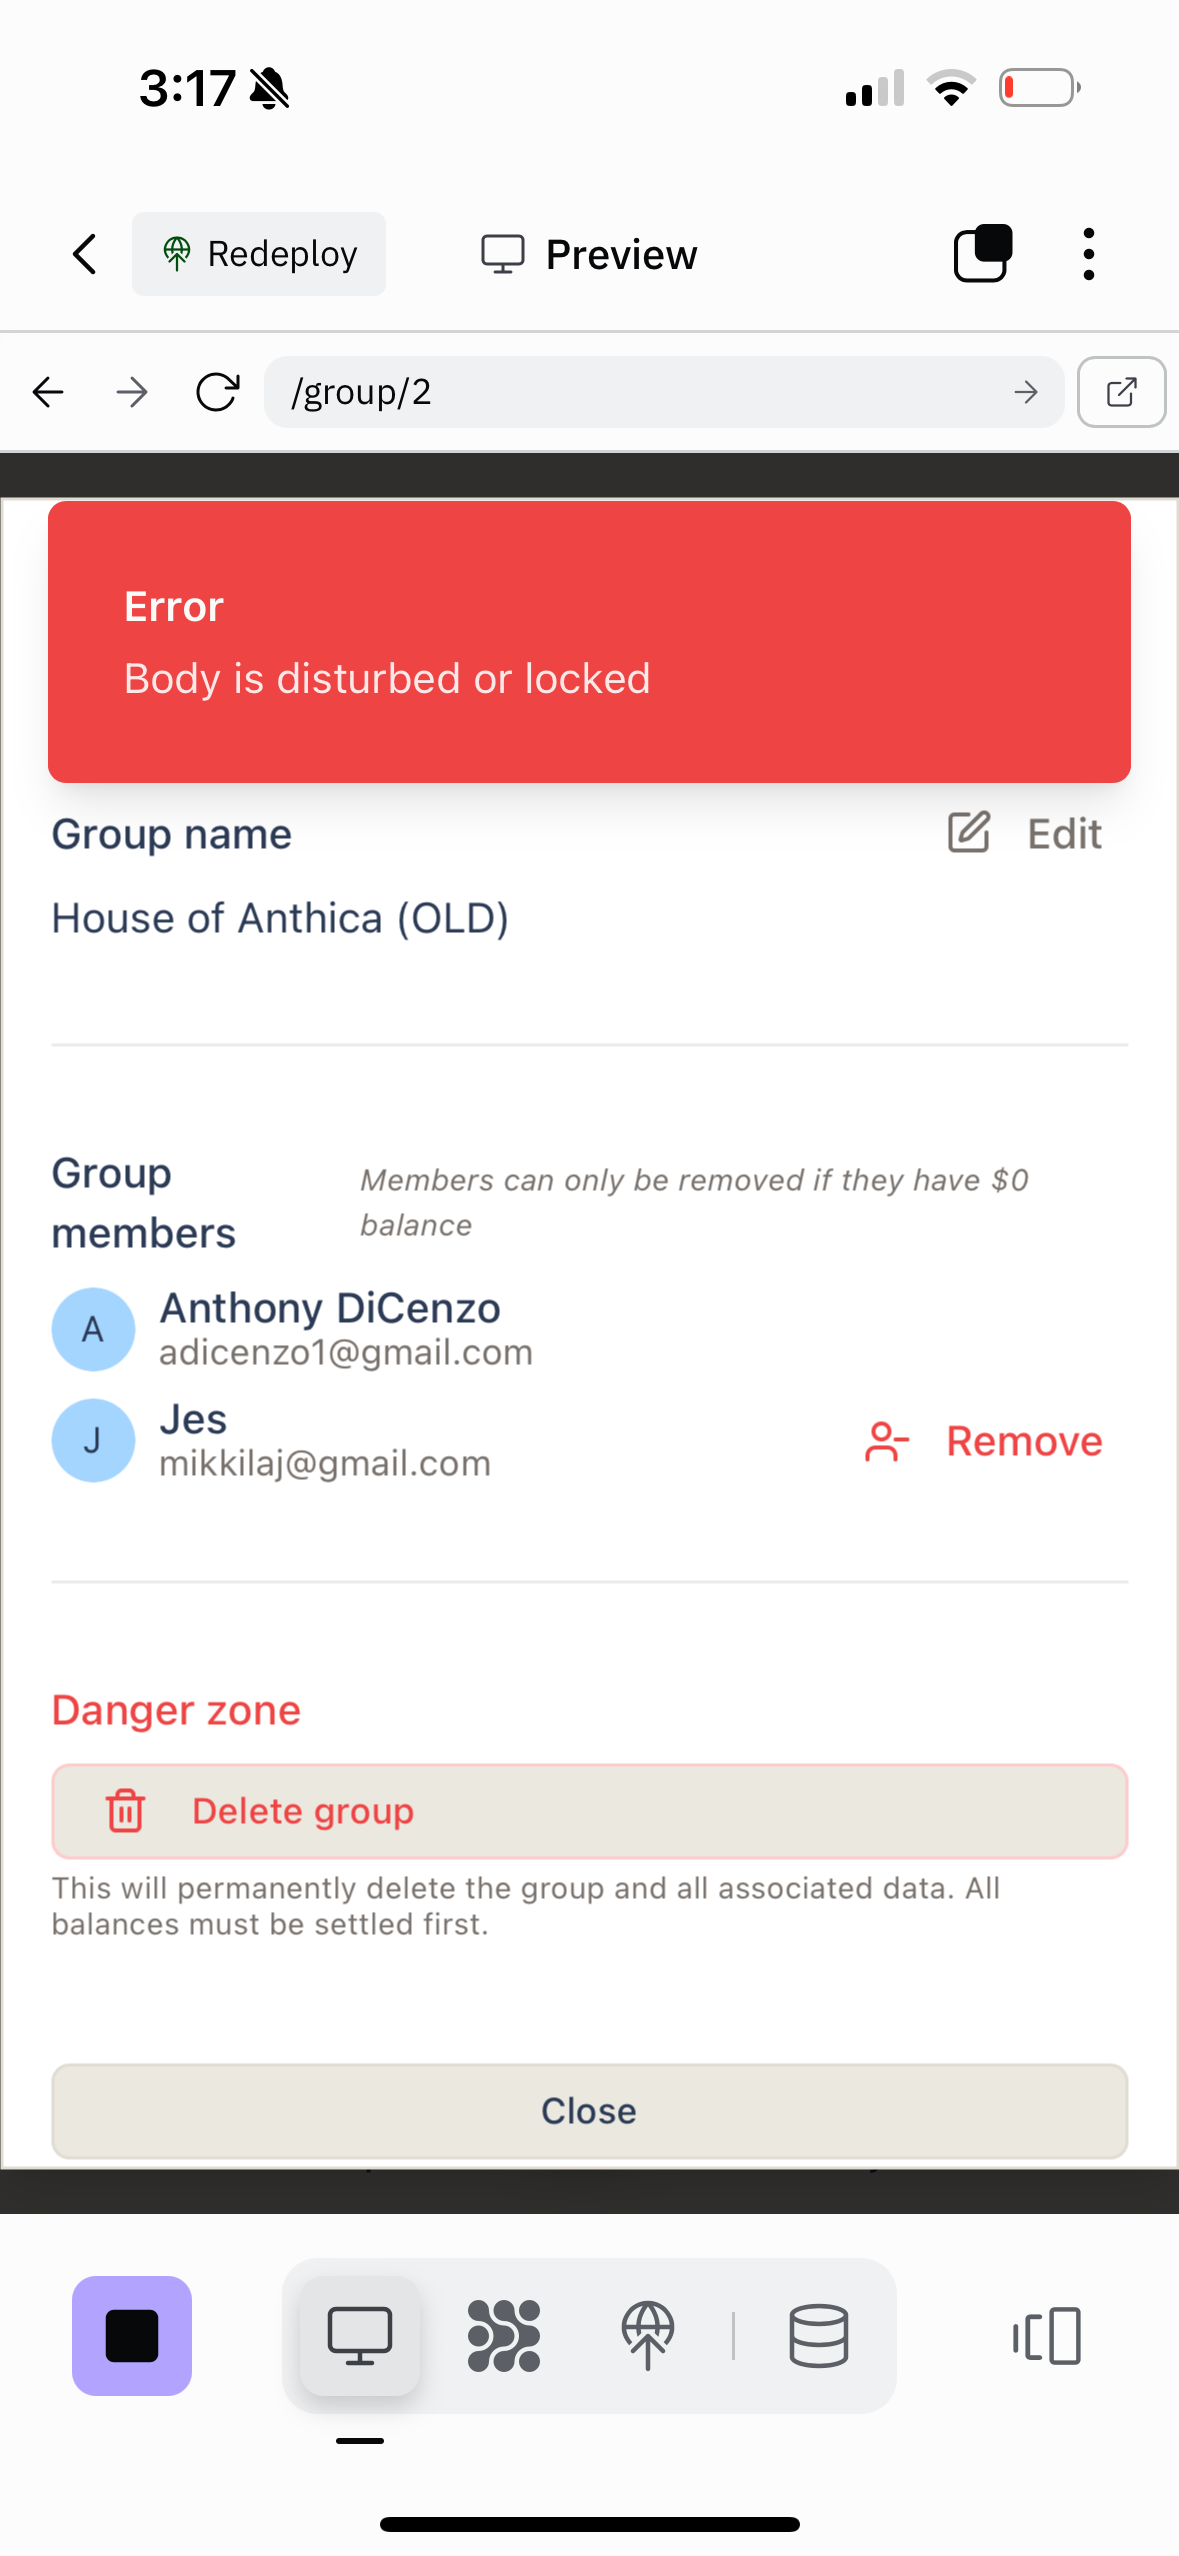 3:17
Redeploy
Preview
/group/2
Error
Body is disturbed or locked
Group name
Edit
House of Anthica (OLD)
Group
members
Members can only be removed if they have $0
balance
A
Anthony DiCenzo
adicenzo1@gmail.com
J
Jes
mikkilaj@gmail.com
Remove
Danger zone
Delete group
This will permanently delete the group and all associated data. All
balances must be settled first.
Close